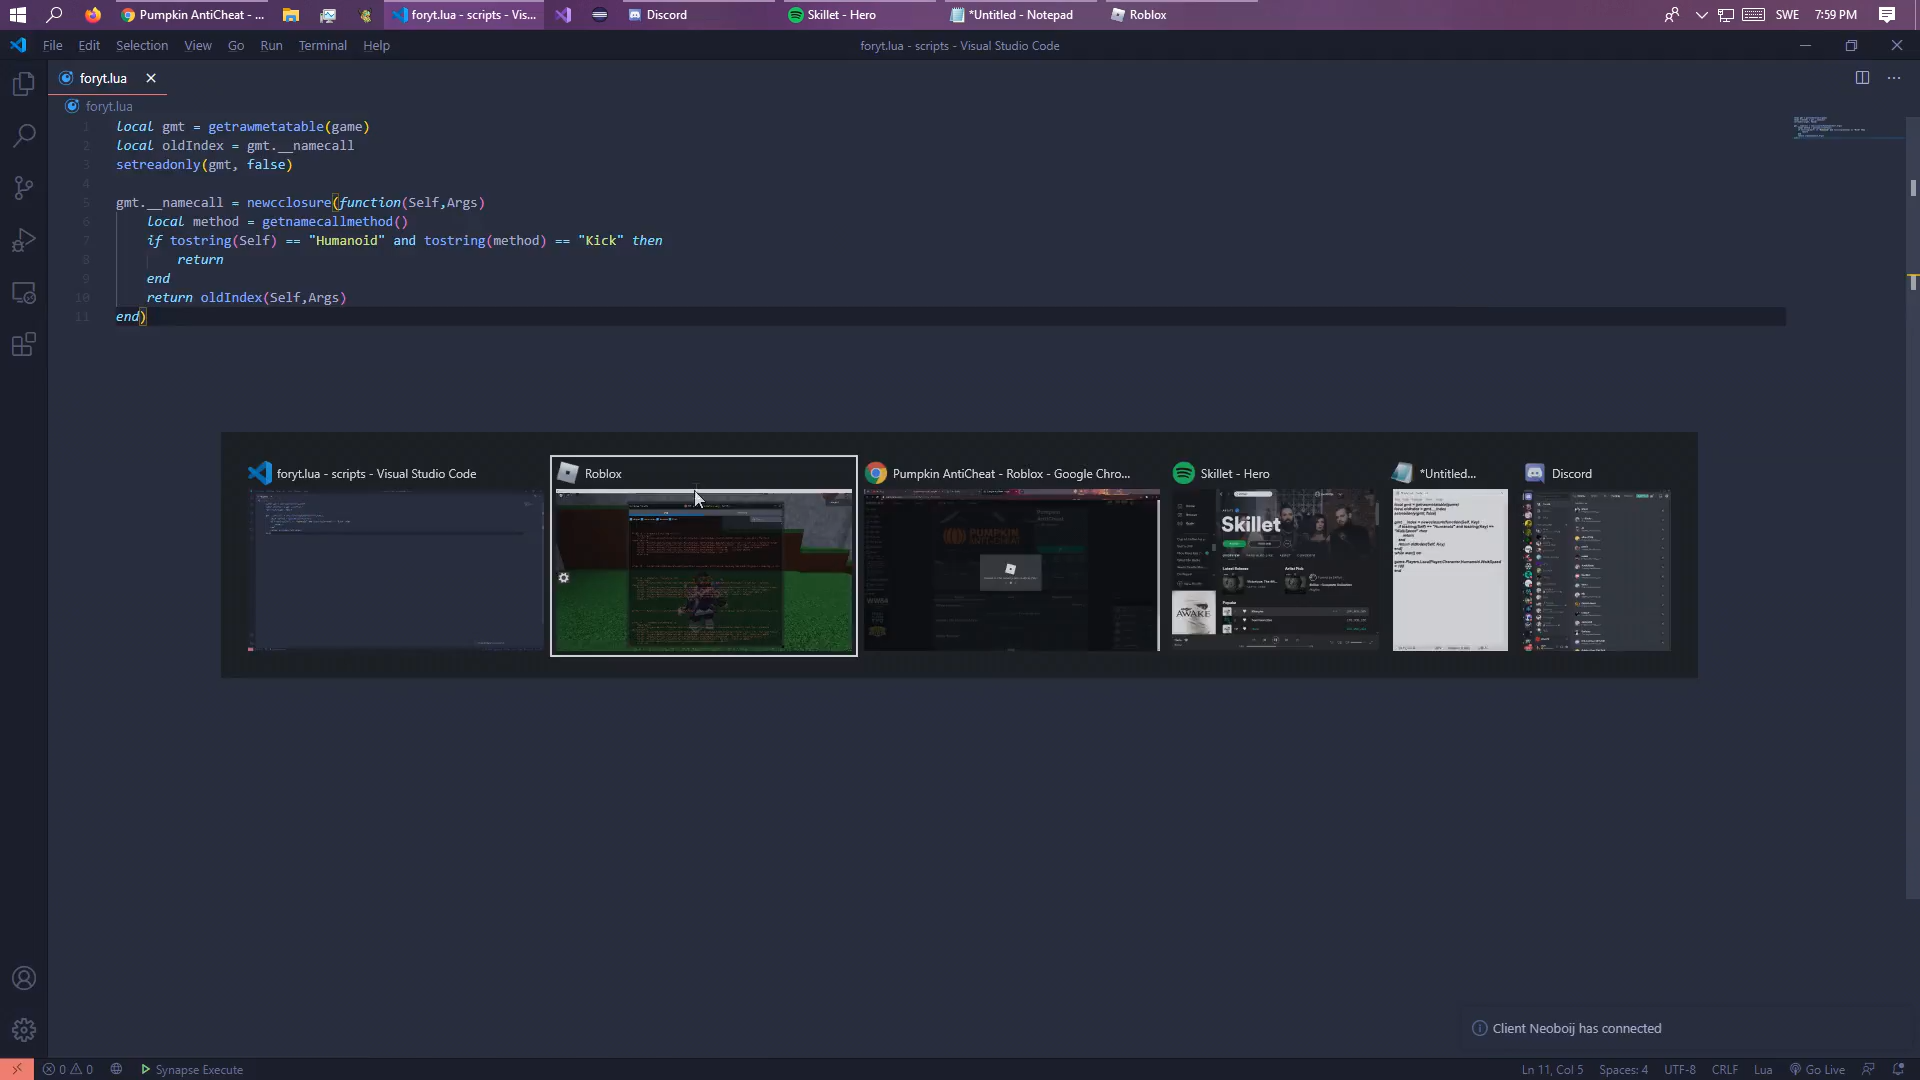 Pumpkin AntiCheat - ...
foryt.lua - scripts - Vis...
Discord
Skillet - Hero
*Untitled - Notepad
Roblox
SWE
7:59 PM
File Edit Selection View Go Run Terminal Help
foryt.lua - scripts - Visual Studio Code
foryt.lua
foryt.lua
1 local gmt = getrawmetatable(game)
2 local oldIndex = gmt.__namecall
3 setreadonly(gmt, false)
4
5 gmt.__namecall = newcclosure(function(Self,Args)
6 local method = getnamecallmethod()
7 if tostring(Self) == "Humanoid" and tostring(method) == "Kick" then
8 return
9 end
10 return oldIndex(Self,Args)
11 end)
foryt.lua - scripts - Visual Studio Code
Roblox
Pumpkin AntiCheat - Roblox - Google Chro...
Skillet - Hero
*Untitled...
Discord
PUMPKIN
ANTI-CHEAT
Skillet
AWAKE
Client Neoboij has connected
0 0
Synapse Execute
Ln 11, Col 5
Spaces: 4
UTF-8
CRLF
Lua
Go Live